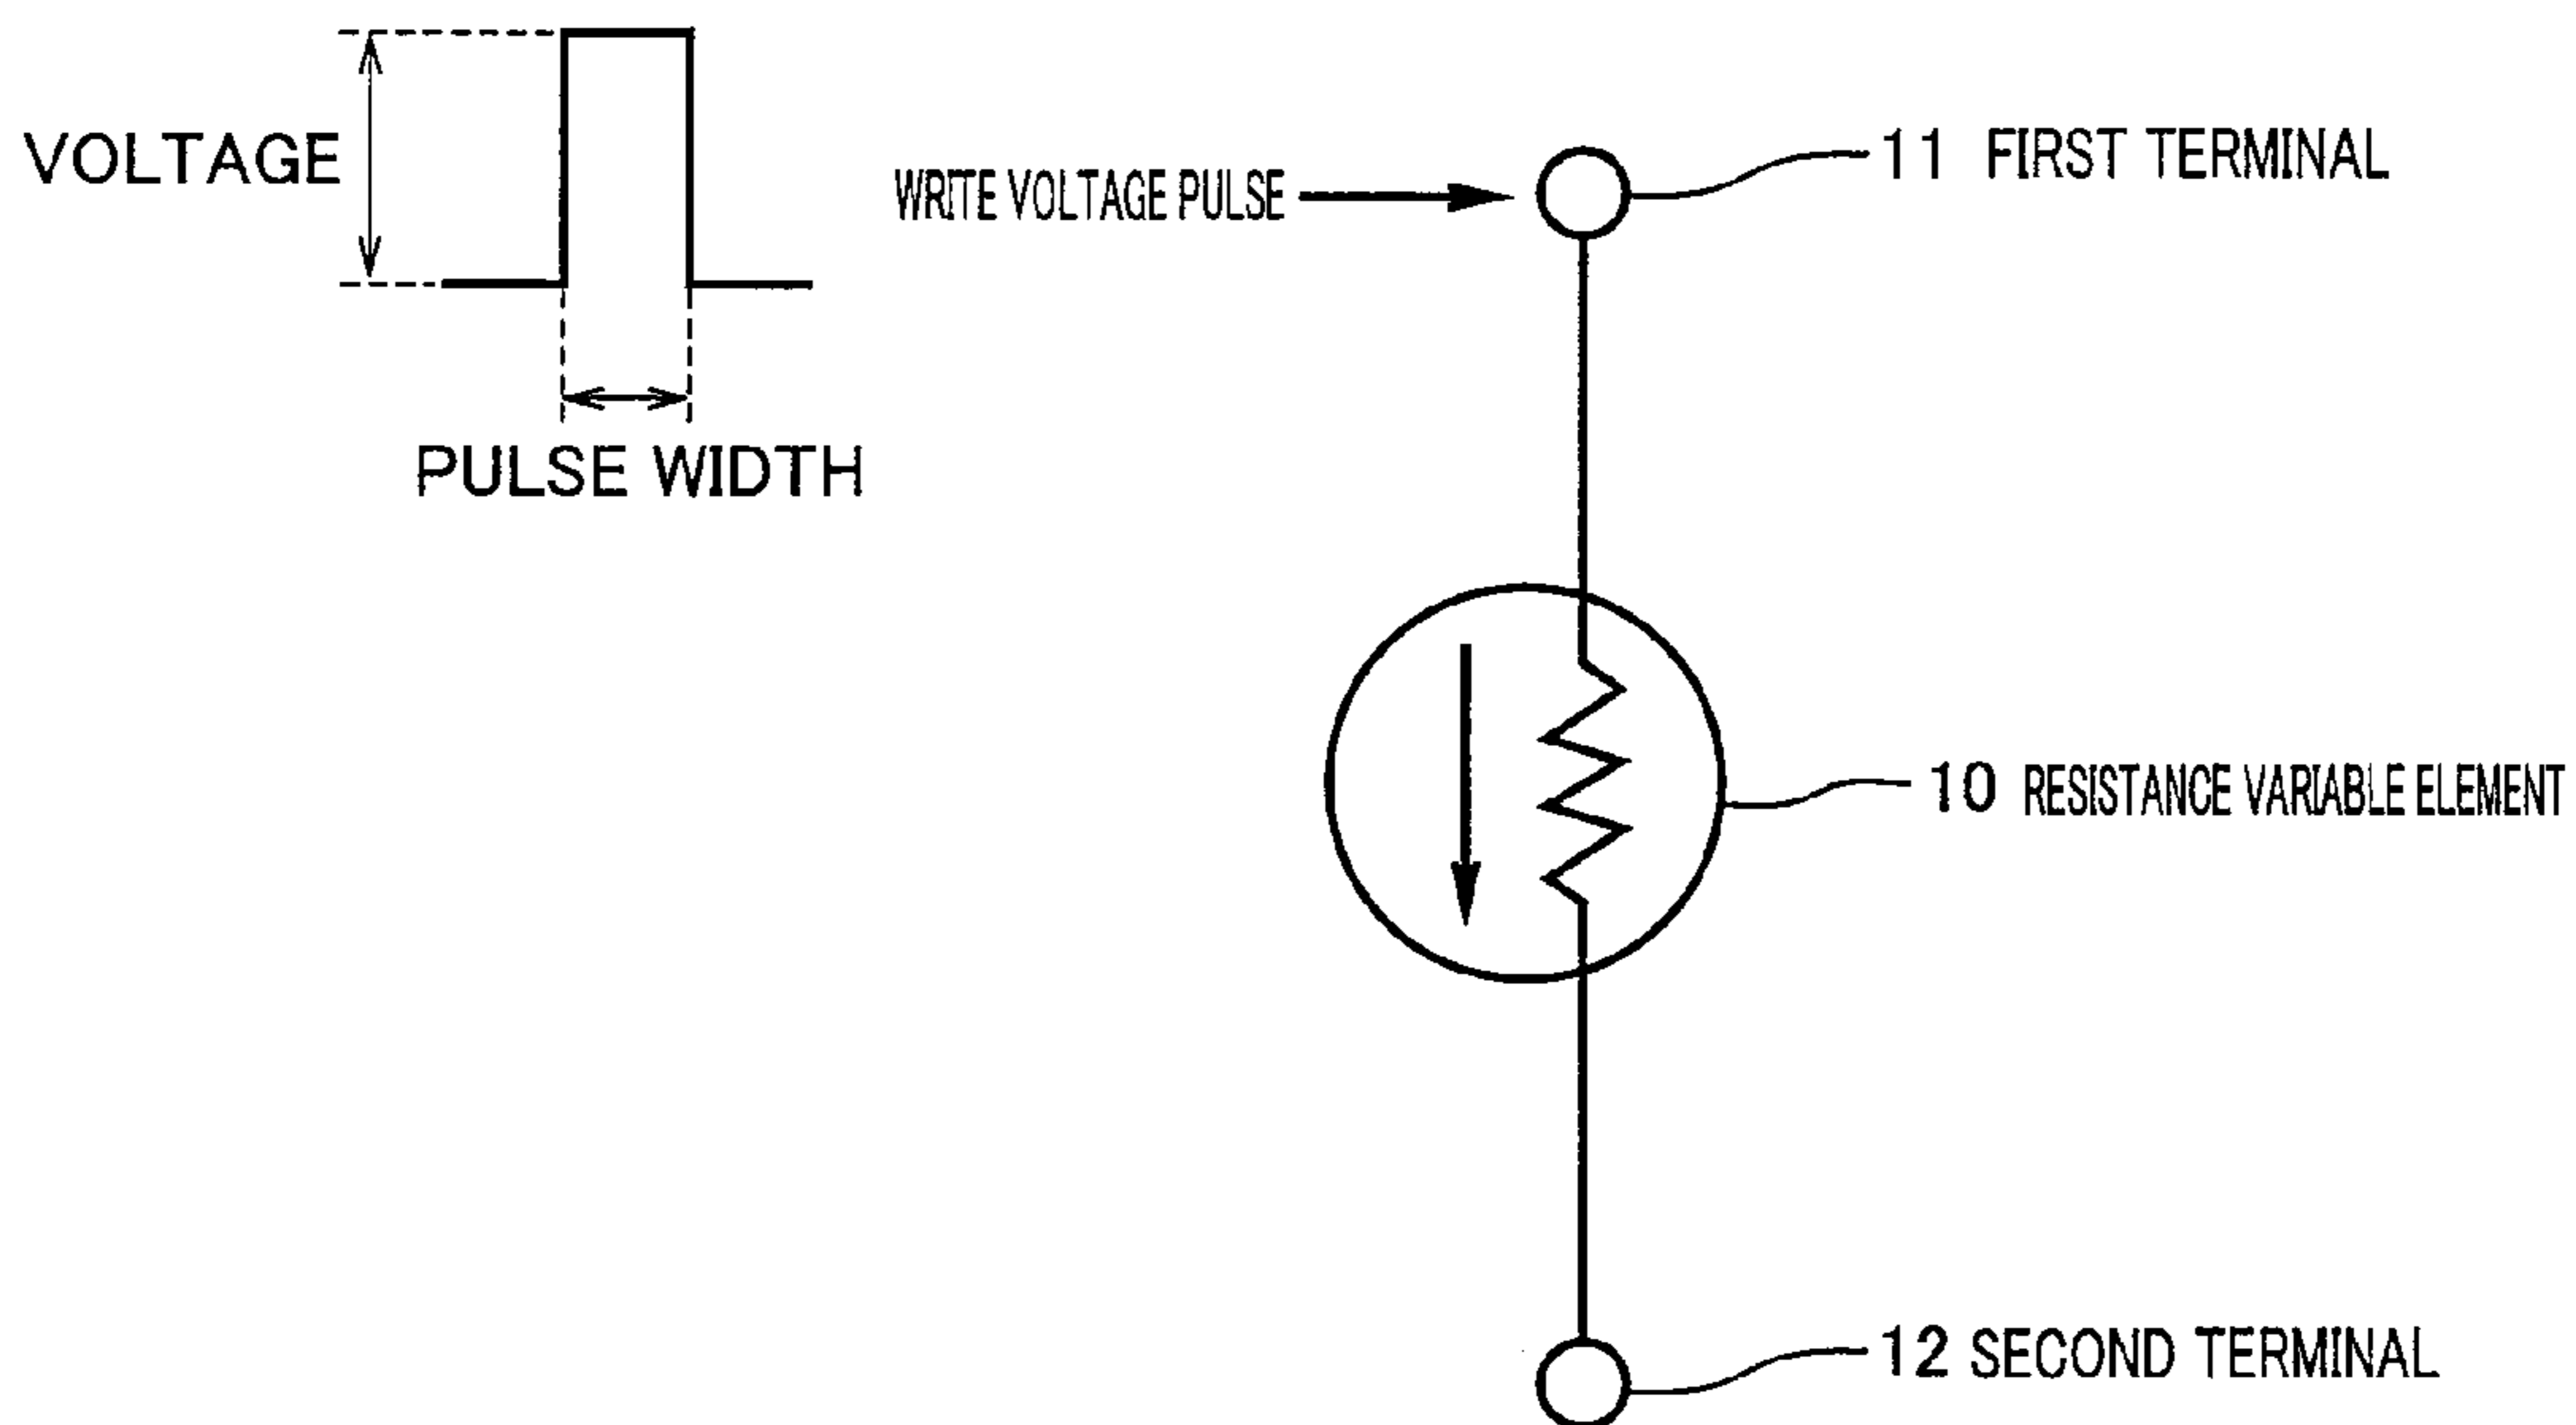 VOLTAGE
PULSE WIDTH
WRITE VOLTAGE PULSE
11 FIRST TERMINAL
10 RESISTANCE VARIABLE ELEMENT
12 SECOND TERMINAL